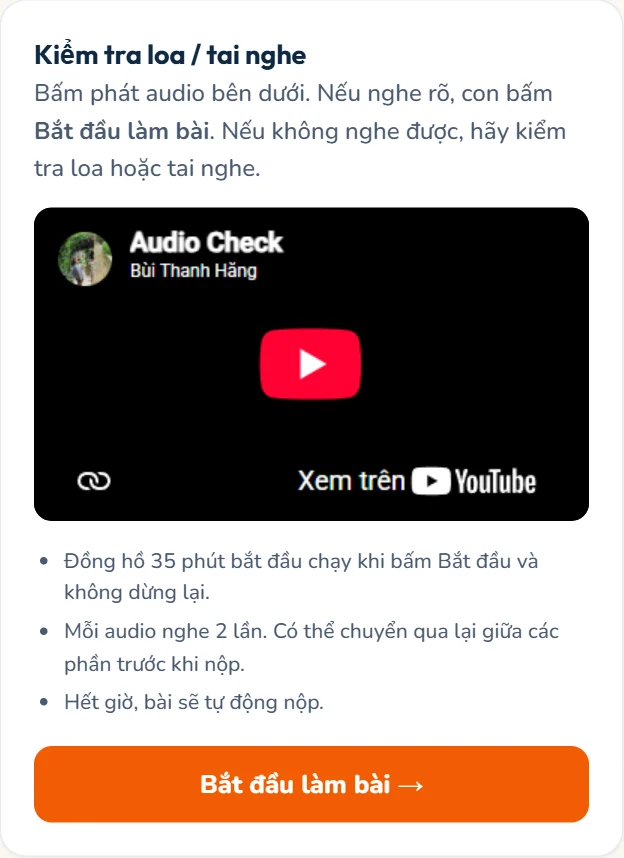 Kiểm tra loa / tai nghe
Bấm phát audio bên dưới. Nếu nghe rõ, con bấm
Bắt đầu làm bài. Nếu không nghe được, hãy kiểm
tra loa hoặc tai nghe.
Audio Check
Bùi Thanh Hăng
Xem trên YouTube
Đồng hồ 35 phút bắt đầu chạy khi bấm Bắt đầu và
không dừng lại.
Mỗi audio nghe 2 lần. Có thể chuyển qua lại giữa các
phần trước khi nộp.
Hết giờ, bài sẽ tự động nộp.
Bắt đầu làm bài →